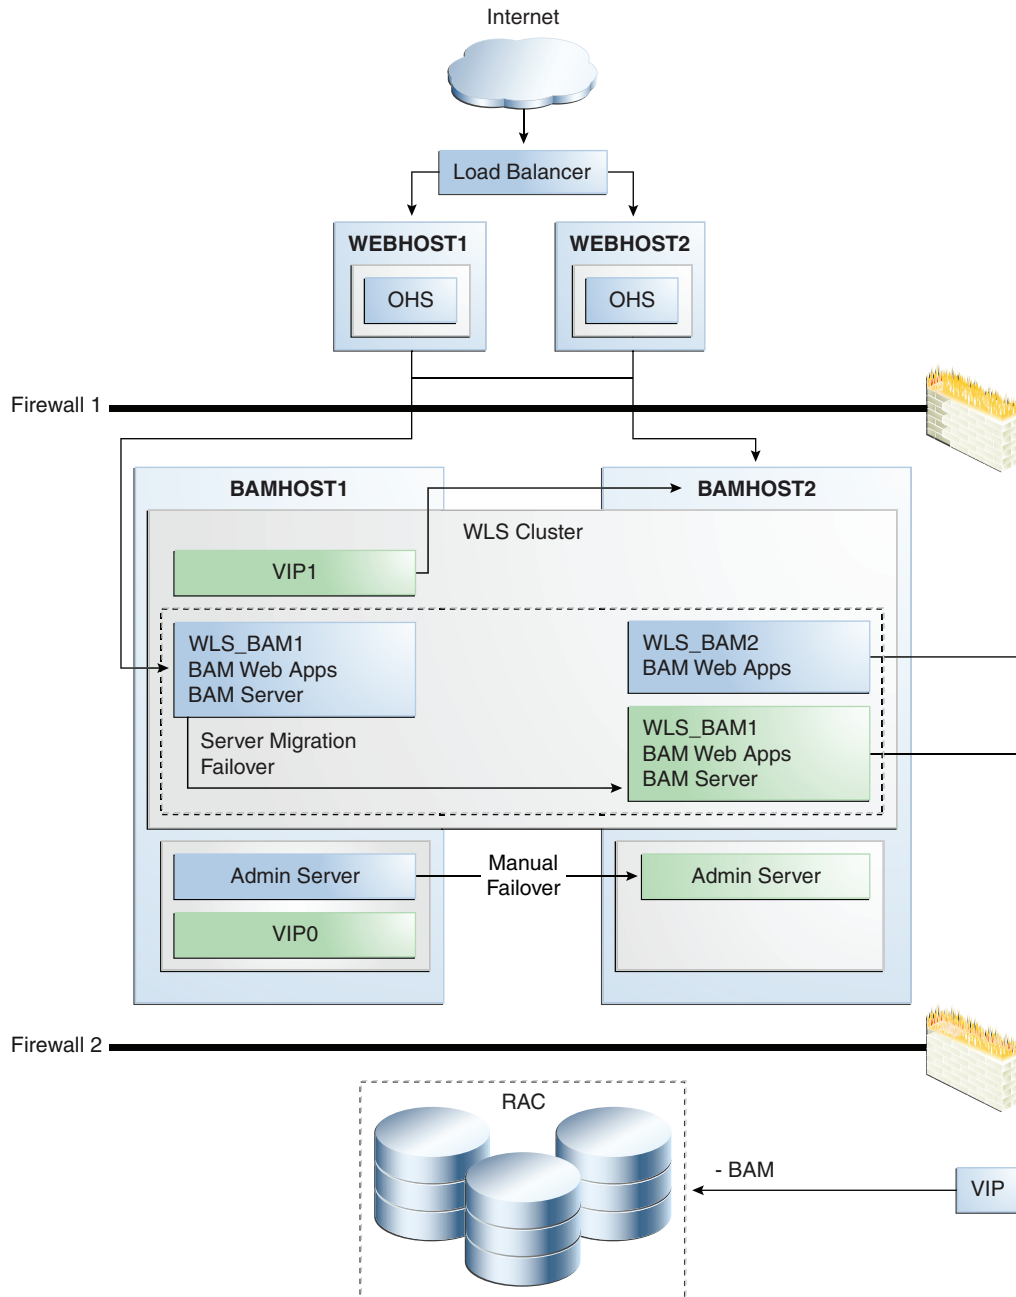 Internet
Load Balancer
WEBHOST1
WEBHOST2
OHS
OHS
Firewall 1
BAMHOST1
BAMHOST2
WLS Cluster
VIP1
WLS_BAM1
BAM Web Apps
BAM Server
WLS_BAM2
BAM Web Apps
Server Migration
Failover
WLS_BAM1
BAM Web Apps
BAM Server
Admin Server
Manual
Failover
Admin Server
VIP0
Firewall 2
RAC
- BAM
VIP